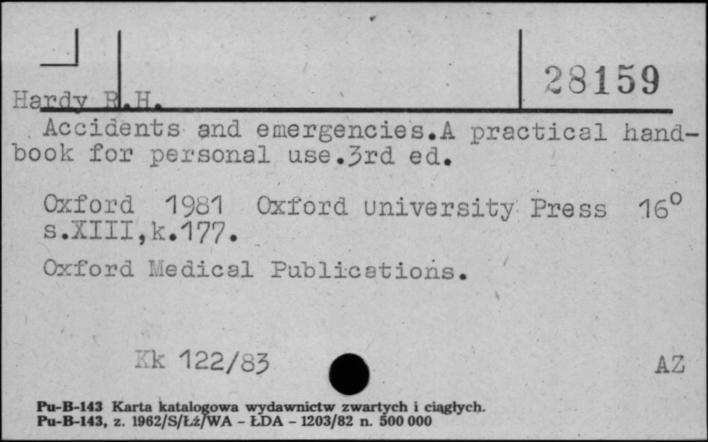 28159
Hardy R.H.
Accidents and emergencies.A practical hand-
book for personal use.3rd ed.
Oxford 1981 Oxford university Press 16°
s.XIII,k.177.
Oxford Medical Publications.
Kk 122/83
AZ
Pu-B-143 Karta katalogowa wydawnictw zwartych i ciągłych.
Pu-B-143, z. 1962/S/Łż/WA - ŁDA - 1203/82 n. 500 000